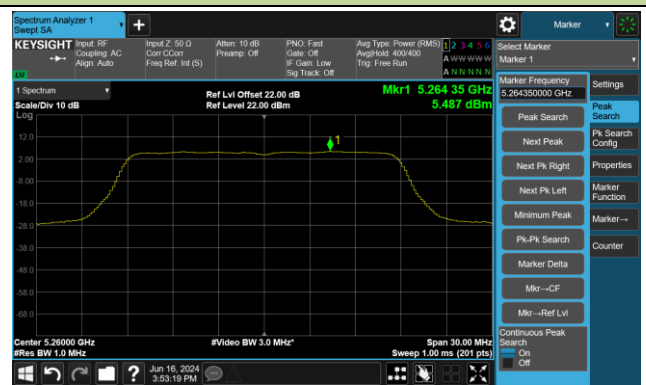 Spectrum Analyzer 1
Swept SA
+
Marker
KEYSIGHT
LW
Input: RF
Coupling: AC
Align: Auto
Input Z: 50 Ω
Corr CCorr
Freq Ref: Int (S)
Atten: 10 dB
Preamp: Off
PNO: Fast
Gate: Off
IF Gain: Low
Sig Track: Off
Avg Type: Power (RMS)
Avg|Hold: 400/400
Trig: Free Run
1 2 3 4 5 6
A W W W W W
A N N N N N
Select Marker
Marker 1
1 Spectrum
Scale/Div 10 dB
Log
Ref Lvl Offset 22.00 dB
Ref Level 22.00 dBm
Mkr1 5.264 35 GHz
5.487 dBm
12.0
2.00
-8.00
-18.0
-28.0
-38.0
-48.0
-58.0
-68.0
1
Center 5.26000 GHz
#Res BW 1.0 MHz
#Video BW 3.0 MHz*
Span 30.00 MHz
Sweep 1.00 ms (201 pts)
Marker Frequency
5.264350000 GHz
Peak Search
Next Peak
Next Pk Right
Next Pk Left
Minimum Peak
Pk-Pk Search
Marker Delta
Mkr→CF
Mkr→Ref Lvl
Continuous Peak
Search
On
Off
Settings
Peak
Search
Pk Search
Config
Properties
Marker
Function
Marker→
Counter
?
Jun 16, 2024
3:53:19 PM